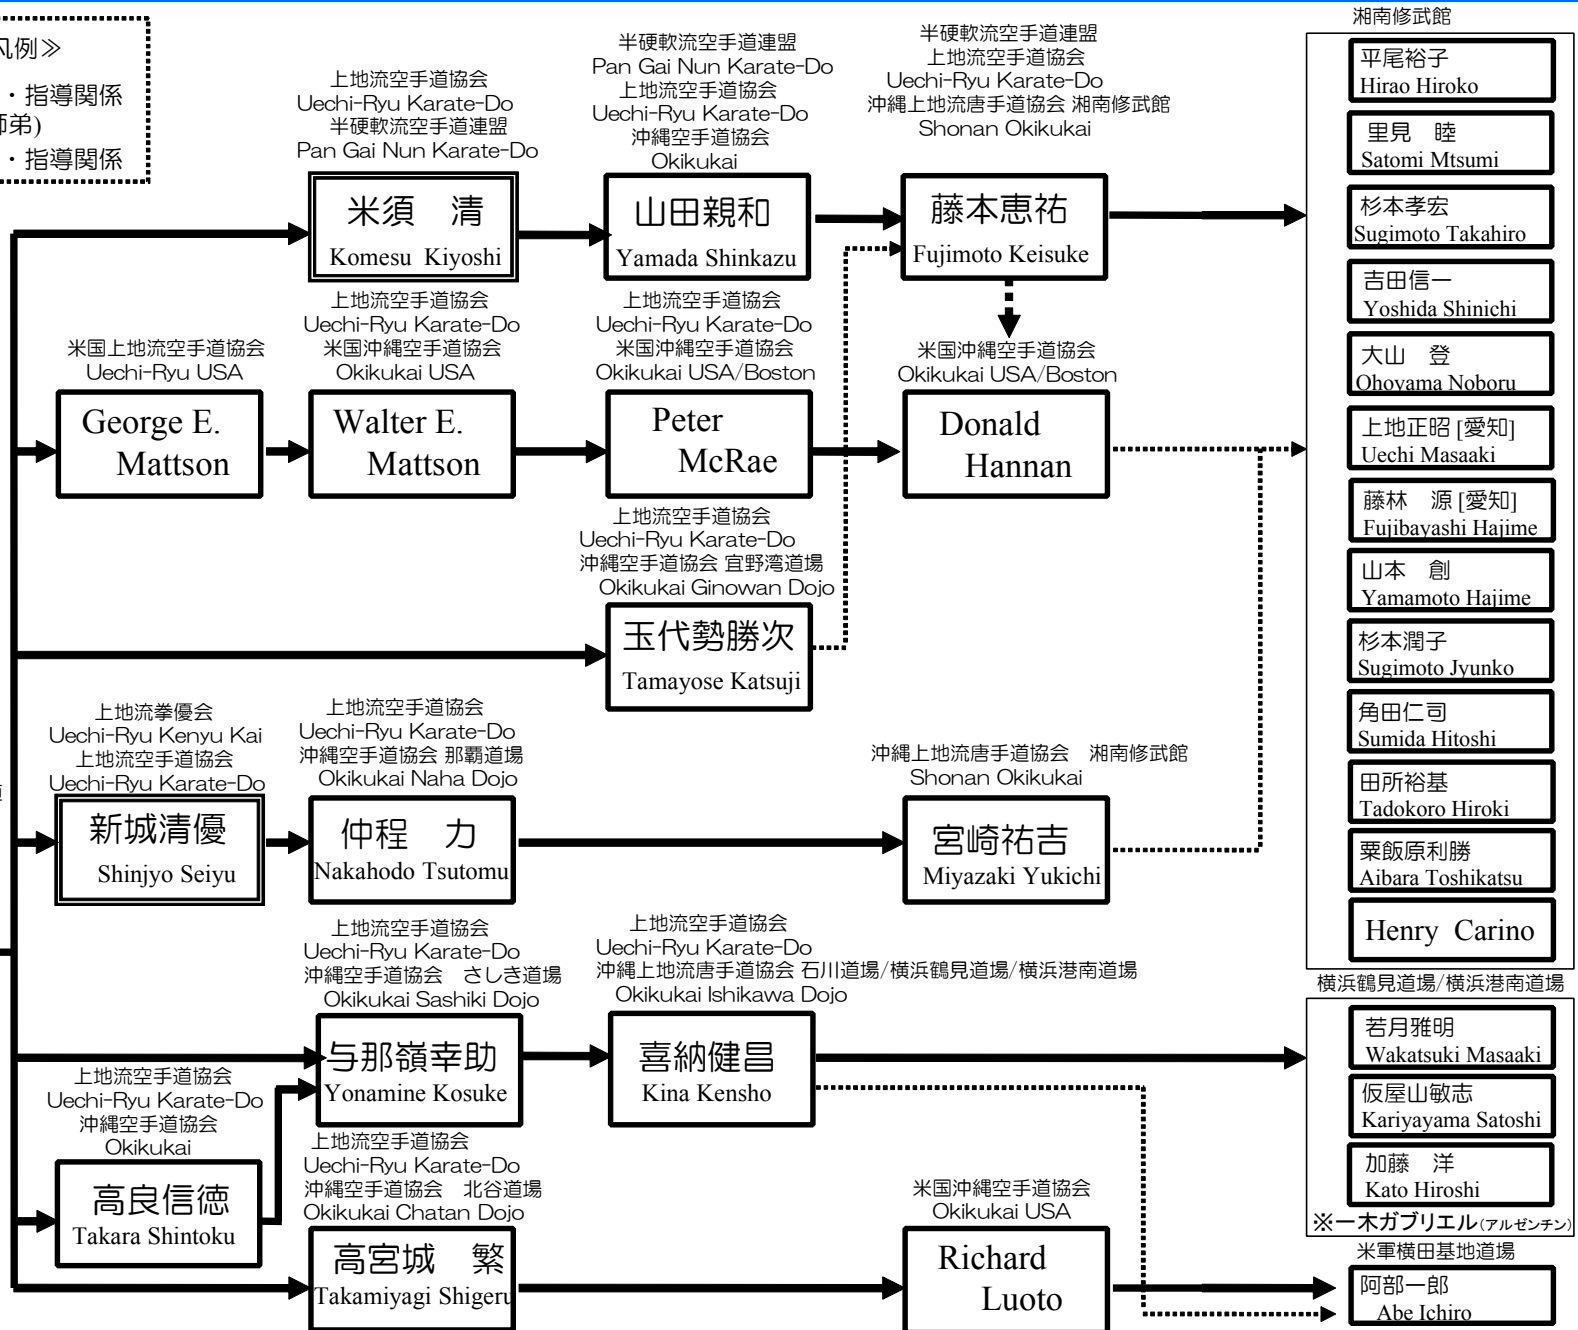 凡例≫
・指導関係
師弟)
・指導関係
上地流空手道協会
Uechi-Ryu Karate-Do
半硬軟流空手道連盟
Pan Gai Nun Karate-Do
米須　清
Komesu Kiyoshi
半硬軟流空手道連盟
Pan Gai Nun Karate-Do
上地流空手道協会
Uechi-Ryu Karate-Do
沖縄空手道協会
Okikukai
山田親和
Yamada Shinkazu
半硬軟流空手道連盟
上地流空手道協会
Uechi-Ryu Karate-Do
沖縄上地流唐手道協会 湘南修武館
Shonan Okikukai
藤本恵祐
Fujimoto Keisuke
米国上地流空手道協会
Uechi-Ryu USA
George E.
Mattson
上地流空手道協会
Uechi-Ryu Karate-Do
米国沖縄空手道協会
Okikukai USA
Walter E.
Mattson
上地流空手道協会
Uechi-Ryu Karate-Do
米国沖縄空手道協会
Okikukai USA/Boston
Peter
McRae
米国沖縄空手道協会
Okikukai USA/Boston
Donald
Hannan
上地流空手道協会
Uechi-Ryu Karate-Do
沖縄空手道協会 宜野湾道場
Okikukai Ginowan Dojo
玉代勢勝次
Tamayose Katsuji
上地流拳優会
Uechi-Ryu Kenyu Kai
上地流空手道協会
Uechi-Ryu Karate-Do
新城清優
Shinjyo Seiyu
上地流空手道協会
Uechi-Ryu Karate-Do
沖縄空手道協会 那覇道場
Okikukai Naha Dojo
仲程　力
Nakahodo Tsutomu
沖縄上地流唐手道協会　湘南修武館
Shonan Okikukai
宮崎祐吉
Miyazaki Yukichi
上地流空手道協会
Uechi-Ryu Karate-Do
沖縄空手道協会　さしき道場
Okikukai Sashiki Dojo
与那嶺幸助
Yonamine Kosuke
上地流空手道協会
Uechi-Ryu Karate-Do
沖縄上地流唐手道協会 石川道場/横浜鶴見道場/横浜港南道場
Okikukai Ishikawa Dojo
喜納健昌
Kina Kensho
上地流空手道協会
Uechi-Ryu Karate-Do
沖縄空手道協会
Okikukai
高良信徳
Takara Shintoku
上地流空手道協会
Uechi-Ryu Karate-Do
沖縄空手道協会　北谷道場
Okikukai Chatan Dojo
高宮城　繁
Takamiyagi Shigeru
米国沖縄空手道協会
Okikukai USA
Richard
Luoto
湘南修武館
平尾裕子
Hirao Hiroko
里見　睦
Satomi Mtsumi
杉本孝宏
Sugimoto Takahiro
吉田信一
Yoshida Shinichi
大山　登
Ohoyama Noboru
上地正昭 [愛知]
Uechi Masaaki
藤林　源 [愛知]
Fujibayashi Hajime
山本　創
Yamamoto Hajime
杉本潤子
Sugimoto Jyunko
角田仁司
Sumida Hitoshi
田所裕基
Tadokoro Hiroki
粟飯原利勝
Aibara Toshikatsu
Henry Carino
横浜鶴見道場/横浜港南道場
若月雅明
Wakatsuki Masaaki
仮屋山敏志
Kariyayama Satoshi
加藤　洋
Kato Hiroshi
※一木ガブリエル(アルゼンチン)
米軍横田基地道場
阿部一郎
Abe Ichiro